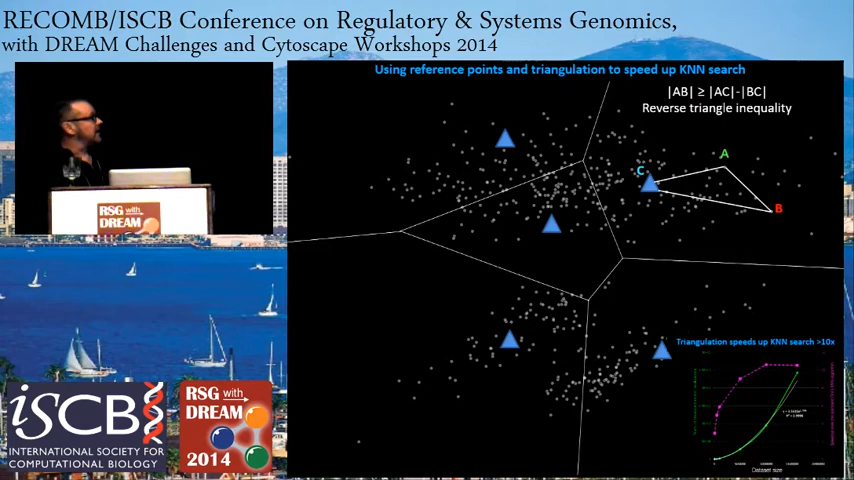 RECOMB/ISCB Conference on Regulatory & Systems Genomics,
with DREAM Challenges and Cytoscape Workshops 2014
Using reference points and triangulation to speed up KNN search
|AB| ≥ |AC|-|BC|
Reverse triangle inequality
A
C
B
RSG with
DREAM
Triangulation speeds up KNN search >10x
Dataset size
iSCB
INTERNATIONAL SOCIETY FOR
COMPUTATIONAL BIOLOGY
RSG with
DREAM
2014